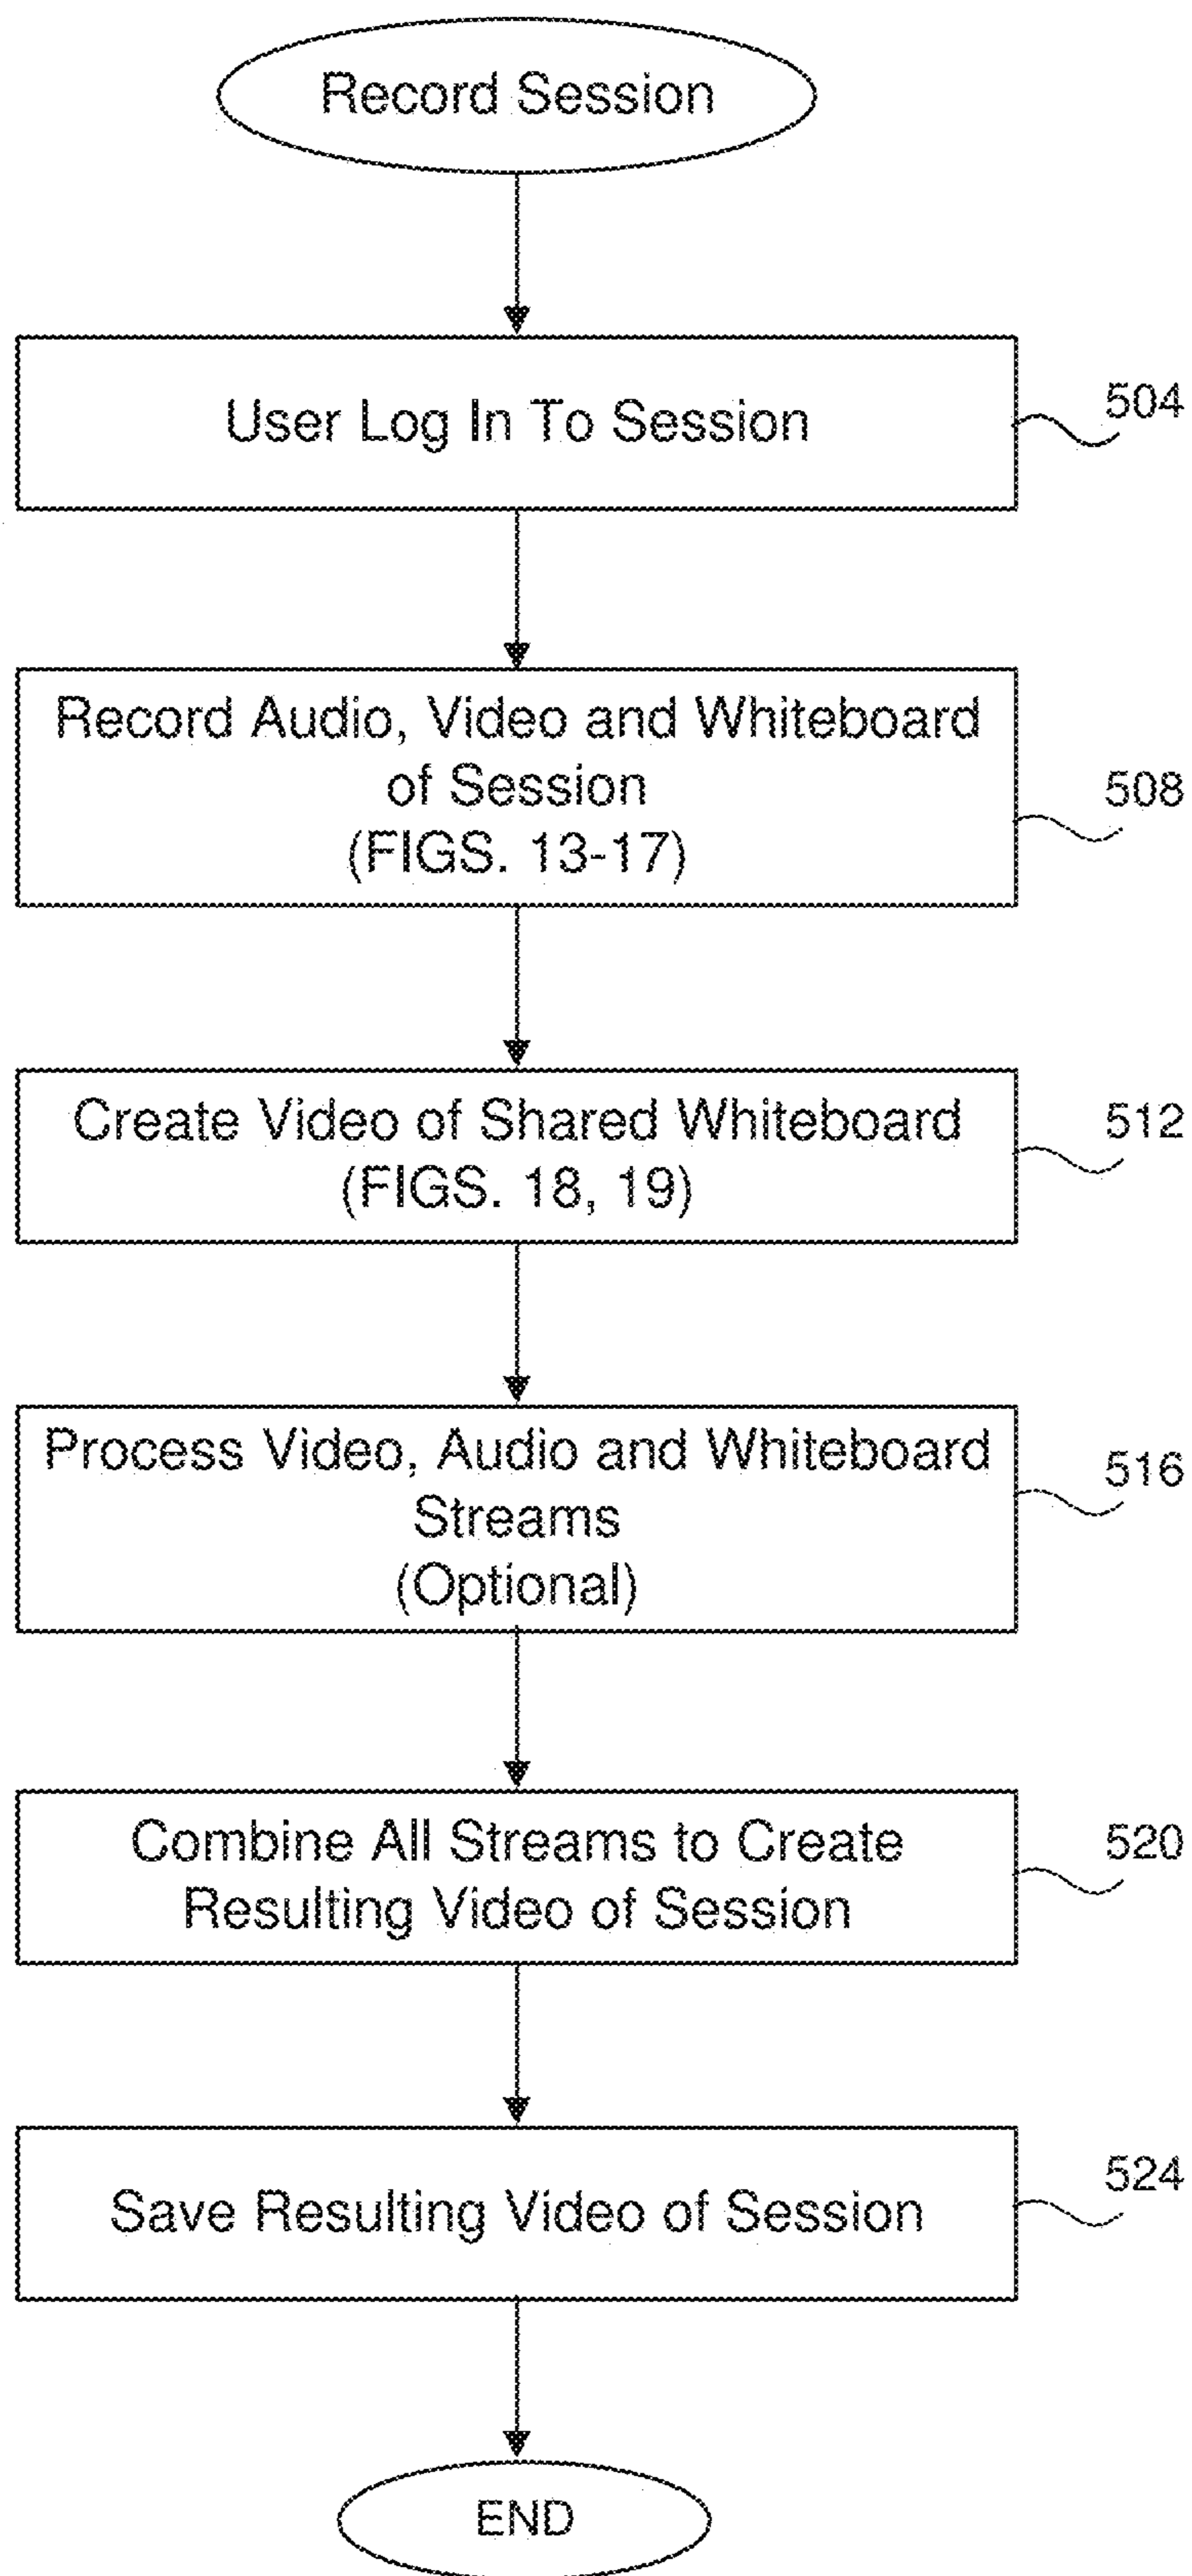 Record Session
User Log In To Session
504
Record Audio, Video and Whiteboard
of Session
(FIGS. 13-17)
508
Create Video of Shared Whiteboard
(FIGS. 18, 19)
512
Process Video, Audio and Whiteboard
Streams
(Optional)
516
Combine All Streams to Create
Resulting Video of Session
520
Save Resulting Video of Session
524
END